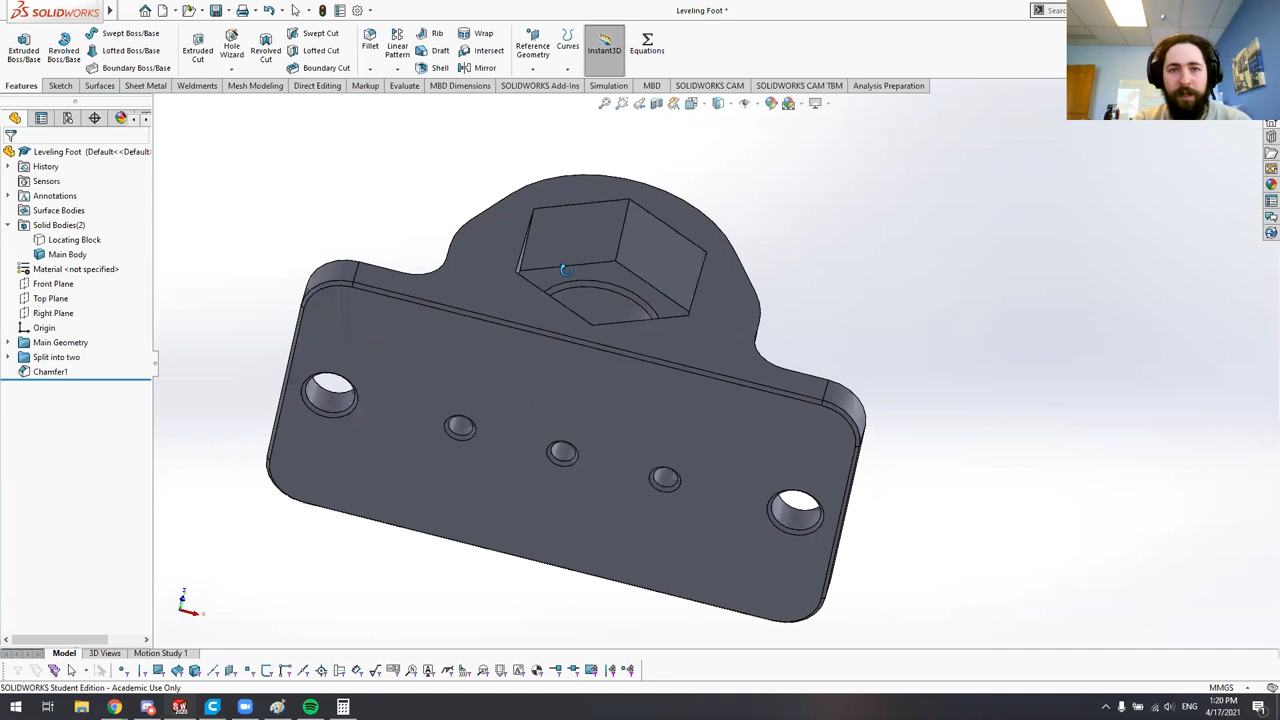 SOLIDWORKS
Leveling Foot *
Sear
Extruded Boss/Base
Revolved Boss/Base
Swept Boss/Base
Lofted Boss/Base
Boundary Boss/Base
Extruded Cut
Hole Wizard
Revolved Cut
Swept Cut
Lofted Cut
Boundary Cut
Fillet
Linear Pattern
Rib
Draft
Shell
Wrap
Intersect
Mirror
Reference Geometry
Curves
Instant3D
Equations
Features Sketch Surfaces Sheet Metal Weldments Mesh Modeling Direct Editing Markup Evaluate MBD Dimensions SOLIDWORKS Add-Ins Simulation MBD SOLIDWORKS CAM SOLIDWORKS CAM TBM Analysis Preparation
Leveling Foot (Default<<Default
History
Sensors
Annotations
Surface Bodies
Solid Bodies(2)
Locating Block
Main Body
Material <not specified>
Front Plane
Top Plane
Right Plane
Origin
Main Geometry
Split into two
Chamfer1
z
x
Model 3D Views Motion Study 1
SOLIDWORKS Student Edition - Academic Use Only
MMGS
ENG
1:20 PM
4/17/2021